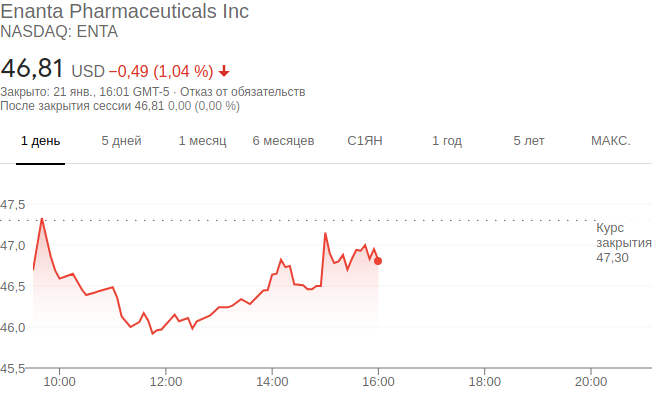 Enanta Pharmaceuticals Inc
NASDAQ: ENTA
46,81 USD −0,49 (1,04 %)
Закрыто: 21 янв., 16:01 GMT-5 · Отказ от обязательств
После закрытия сессии 46,81 0,00 (0,00 %)
1 день 5 дней 1 месяц 6 месяцев С1ЯН 1 год 5 лет МАКС.
47,5
Курс
закрытия
47,30
47,0
46,5
46,0
45,5
10:00 12:00 14:00 16:00 18:00 20:00